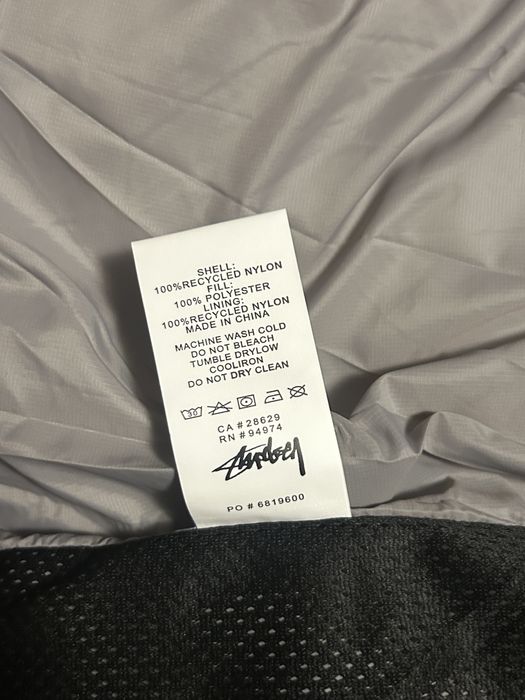 SHELL:
100%RECYCLED NYLON
FILL:
100% POLYESTER
LINING:
100%RECYCLED NYLON
MADE IN CHINA
MACHINE WASH COLD
DO NOT BLEACH
TUMBLE DRYLOW
COOLIRON
DO NOT DRY CLEAN
CA # 28629
RN # 94974
Stüssy
PO # 6819600